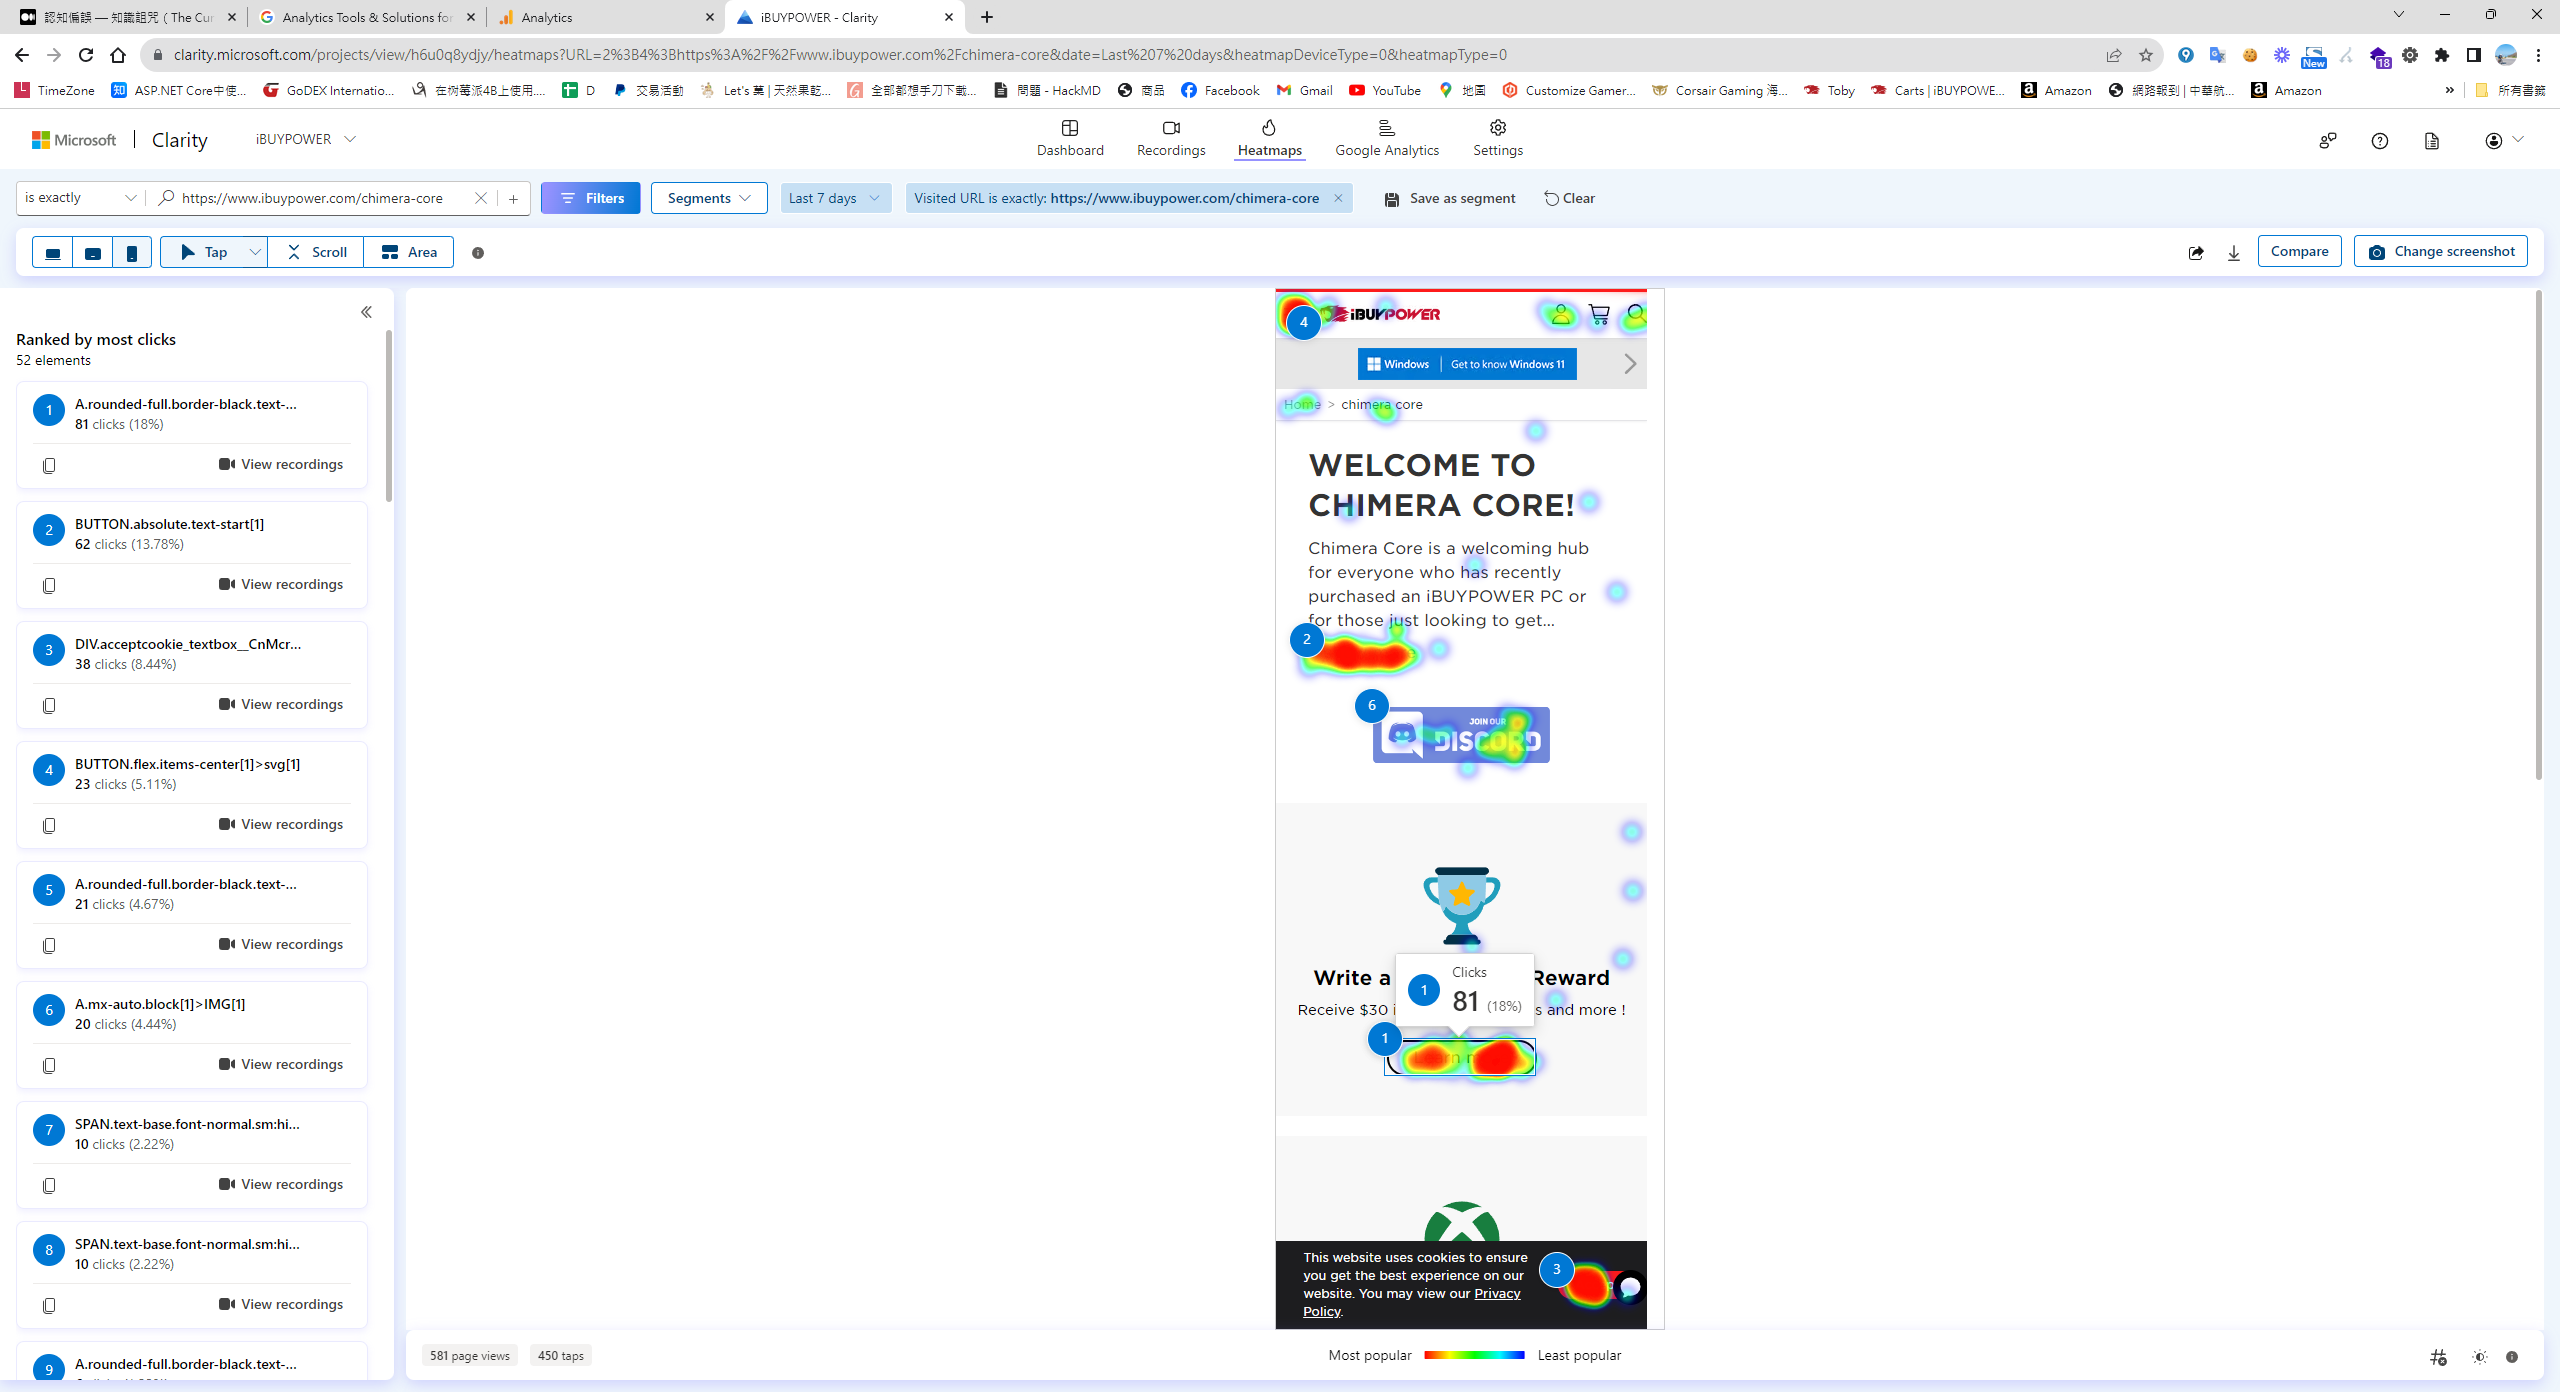 認知偏誤 — 知識詛咒 ( The Cur
Analytics Tools & Solutions for
Analytics
iBUYPOWER - Clarity
clarity.microsoft.com/projects/view/h6u0q8ydjy/heatmaps?URL=2%3B4%3Bhttps%3A%2F%2Fwww.ibuypower.com%2Fchimera-core&date=Last%207%20days&heatmapDeviceType=0&heatmapType=0
New
18
TimeZone
知 ASP.NET Core中使...
GoDEX Internatio...
在树莓派4B上使用....
D
交易活動
Let's 菓 | 天然果乾...
全部都想手刀下載...
問題 - HackMD
商品
Facebook
Gmail
YouTube
地圖
Customize Gamer...
Corsair Gaming 海...
Toby
Carts | iBUYPOWE...
Amazon
網路報到 | 中華航...
Amazon
»
所有書籤
Microsoft | Clarity
iBUYPOWER
Dashboard
Recordings
Heatmaps
Google Analytics
Settings
is exactly
https://www.ibuypower.com/chimera-core
Filters
Segments
Last 7 days
Visited URL is exactly: https://www.ibuypower.com/chimera-core
Save as segment
Clear
Tap
Scroll
Area
Compare
Change screenshot
Ranked by most clicks
52 elements
1 A.rounded-full.border-black.text-...
81 clicks (18%)
View recordings
2 BUTTON.absolute.text-start[1]
62 clicks (13.78%)
View recordings
3 DIV.acceptcookie_textbox__CnMcr...
38 clicks (8.44%)
View recordings
4 BUTTON.flex.items-center[1]>svg[1]
23 clicks (5.11%)
View recordings
5 A.rounded-full.border-black.text-...
21 clicks (4.67%)
View recordings
6 A.mx-auto.block[1]>IMG[1]
20 clicks (4.44%)
View recordings
7 SPAN.text-base.font-normal.sm:hi...
10 clicks (2.22%)
View recordings
8 SPAN.text-base.font-normal.sm:hi...
10 clicks (2.22%)
View recordings
9 A.rounded-full.border-black.text-...
4
iBUYPOWER
Windows | Get to know Windows 11
Home > chimera core
WELCOME TO
CHIMERA CORE!
Chimera Core is a welcoming hub
for everyone who has recently
purchased an iBUYPOWER PC or
for those just looking to get...
2
6
JOIN OUR
DISCORD
Write a Reward
Clicks
1 81 (18%)
Receive $30 s and more !
1
This website uses cookies to ensure
you get the best experience on our
website. You may view our Privacy
Policy.
3
581 page views
450 taps
Most popular
Least popular